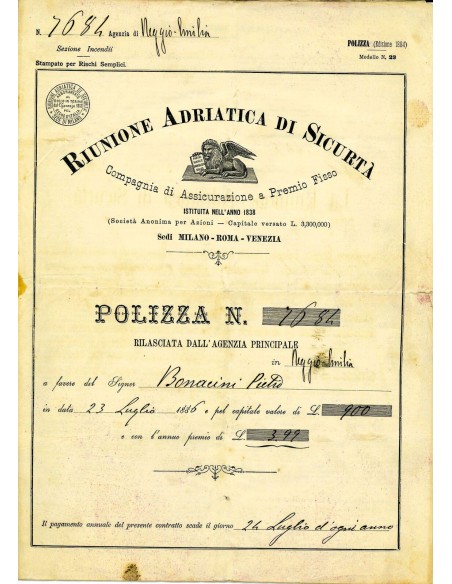 N. 7684 Agenzia di Reggio-Emilia
Sezione Incendii
Stampato per Rischi Semplici.
POLIZZA (Edizione 1884)
Modello N. 29
RIUNIONE ADRIATICA DI SICURTÀ
Compagnia di Assicurazione a Premio Fisso
ISTITUITA NELL'ANNO 1838
(Società Anonima per Azioni - Capitale versato L. 3,300,000)
Sedi MILANO - ROMA - VENEZIA
POLIZZA N. 7684
RILASCIATA DALL'AGENZIA PRINCIPALE
in Reggio-Emilia
a favore del Signor Bonacini Pietro
in data 23 Luglio 1886 e pel capitale valore di L. 900
e con l'annuo premio di L. 3.99
Il pagamento annuale del presente contratto scade il giorno 24 Luglio d'ogni anno